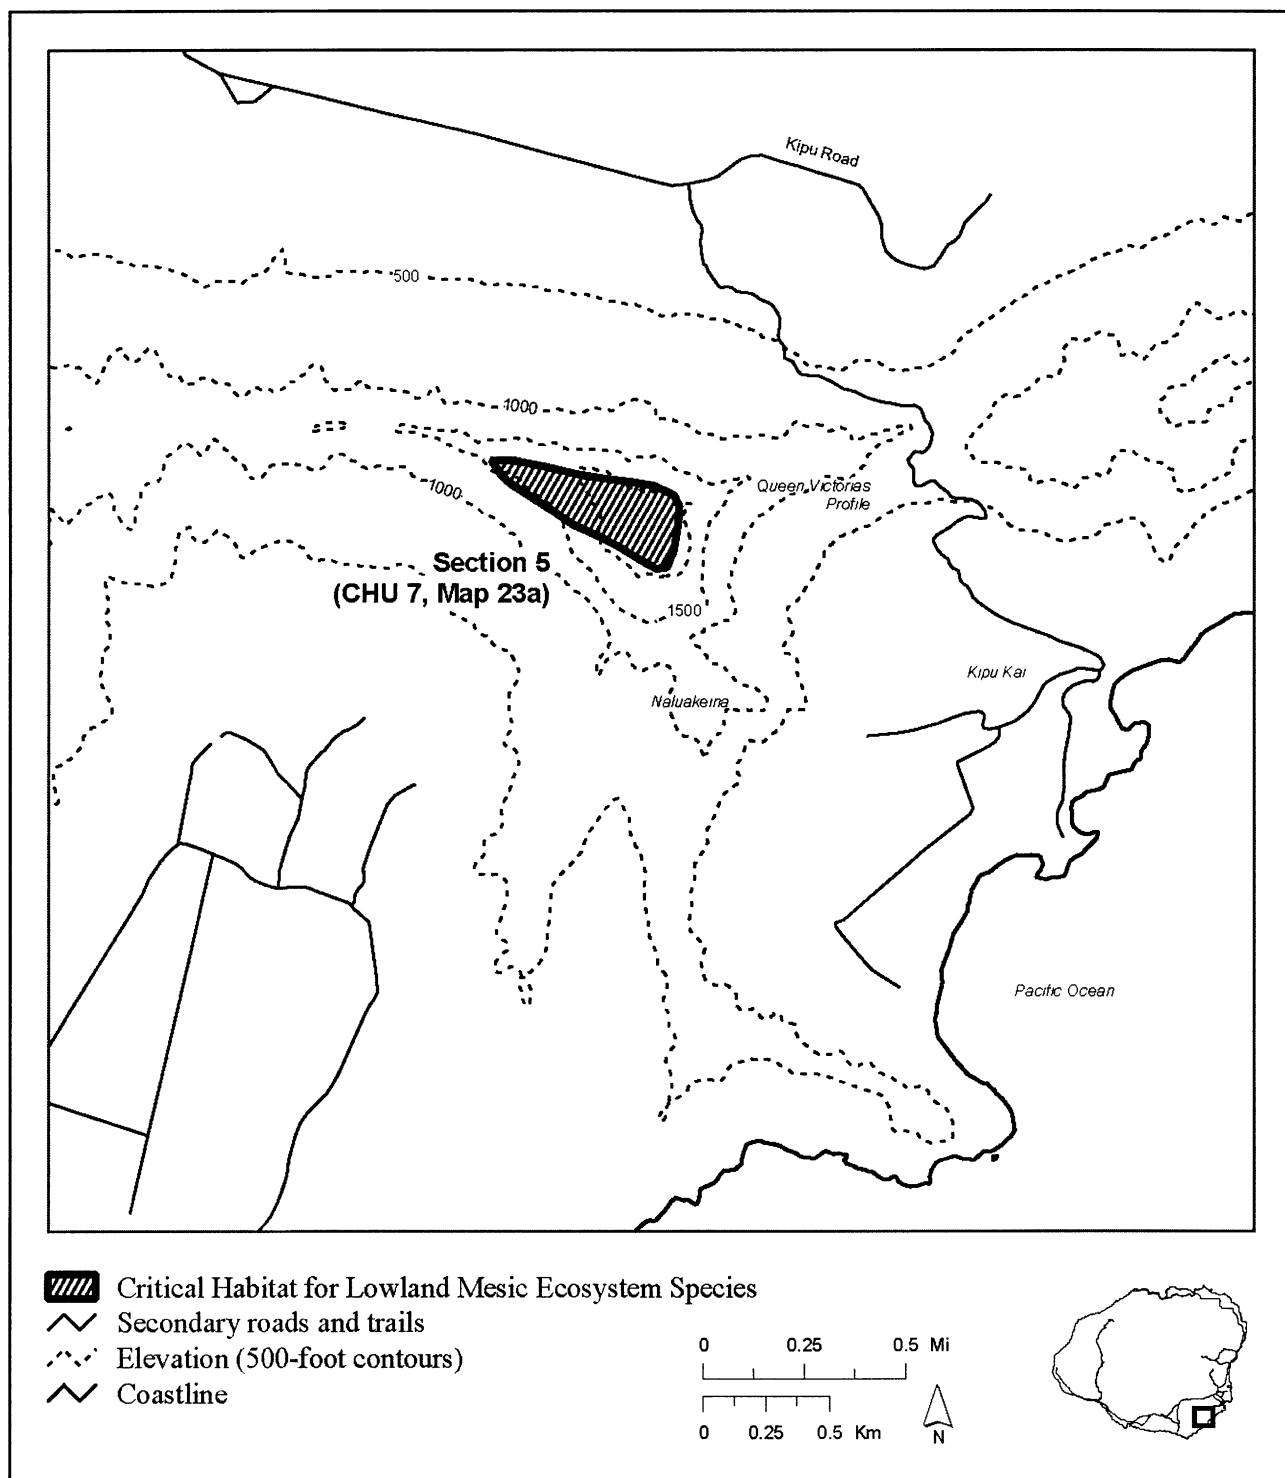 Kipu Road
500
1000
1000
Queen Victorias
Profile
Section 5
(CHU 7, Map 23a)
1500
Kipu Kai
Naluakeina
Pacific Ocean
Critical Habitat for Lowland Mesic Ecosystem Species
Secondary roads and trails
Elevation (500-foot contours)
Coastline
0 0.25 0.5 Mi
0 0.25 0.5 Km
N